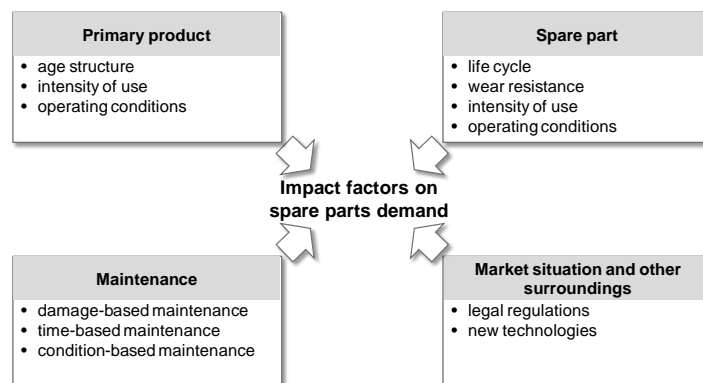 Primary product
• age structure
• intensity of use
• operating conditions
Spare part
• life cycle
• wear resistance
• intensity of use
• operating conditions
Impact factors on
spare parts demand
Maintenance
• damage-based maintenance
• time-based maintenance
• condition-based maintenance
Market situation and other
surroundings
• legal regulations
• new technologies